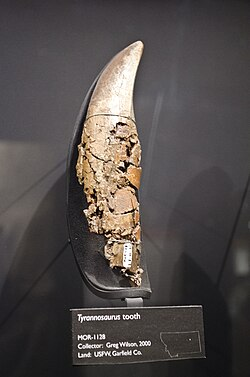 Tyrannosaurus tooth
MOR-1128
Collector: Greg Wilson, 2000
Land: USFW, Garfield Co.